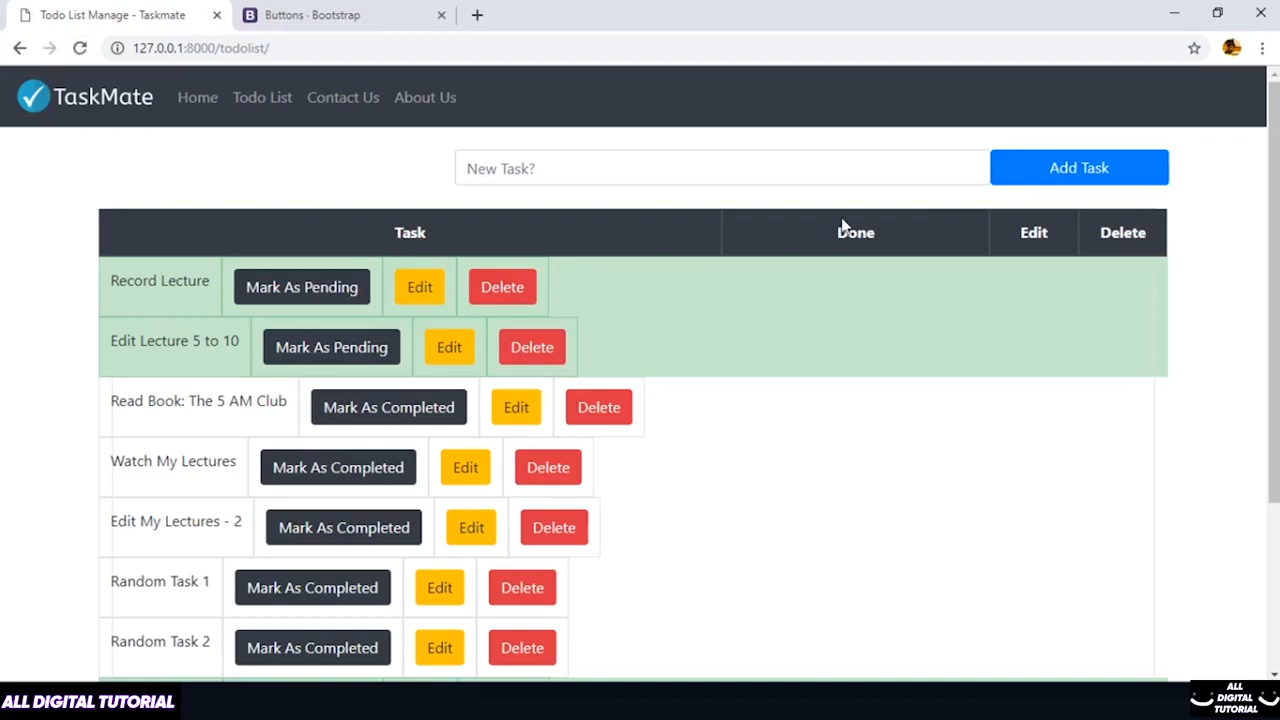 Todo List Manage - Taskmate
Buttons · Bootstrap
127.0.0.1:8000/todolist/
TaskMate Home Todo List Contact Us About Us
New Task? Add Task
Task Done Edit Delete
Record Lecture Mark As Pending Edit Delete
Edit Lecture 5 to 10 Mark As Pending Edit Delete
Read Book: The 5 AM Club Mark As Completed Edit Delete
Watch My Lectures Mark As Completed Edit Delete
Edit My Lectures - 2 Mark As Completed Edit Delete
Random Task 1 Mark As Completed Edit Delete
Random Task 2 Mark As Completed Edit Delete
ALL DIGITAL TUTORIAL
ALL
DIGITAL
TUTORIAL